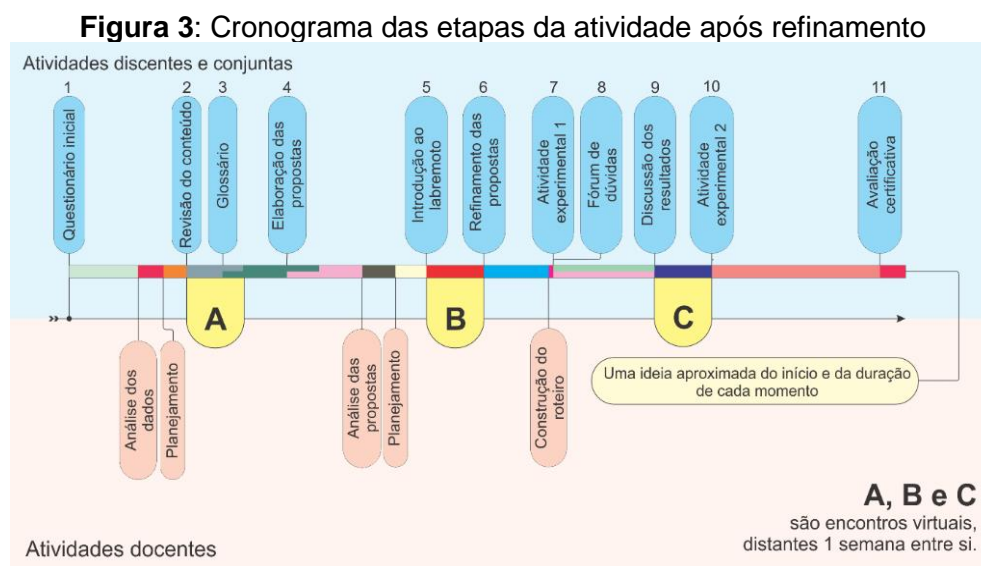 Figura 3: Cronograma das etapas da atividade após refinamento
Atividades discentes e conjuntas
1
2
3
4
5
6
7
8
9
10
11
Questionário inicial
Revisão do conteúdo
Glossário
Elaboração das
propostas
Introdução ao
labremoto
Refinamento das
propostas
Atividade
experimental 1
Fórum de
dúvidas
Discussão dos
resultados
Atividade
experimental 2
Avaliação
certificativa
A
B
C
Análise dos
dados
Planejamento
Análise das
propostas
Planejamento
Construção do
roteiro
Uma ideia aproximada do início e da duração
de cada momento
A, B e C
são encontros virtuais,
distantes 1 semana entre si.
Atividades docentes